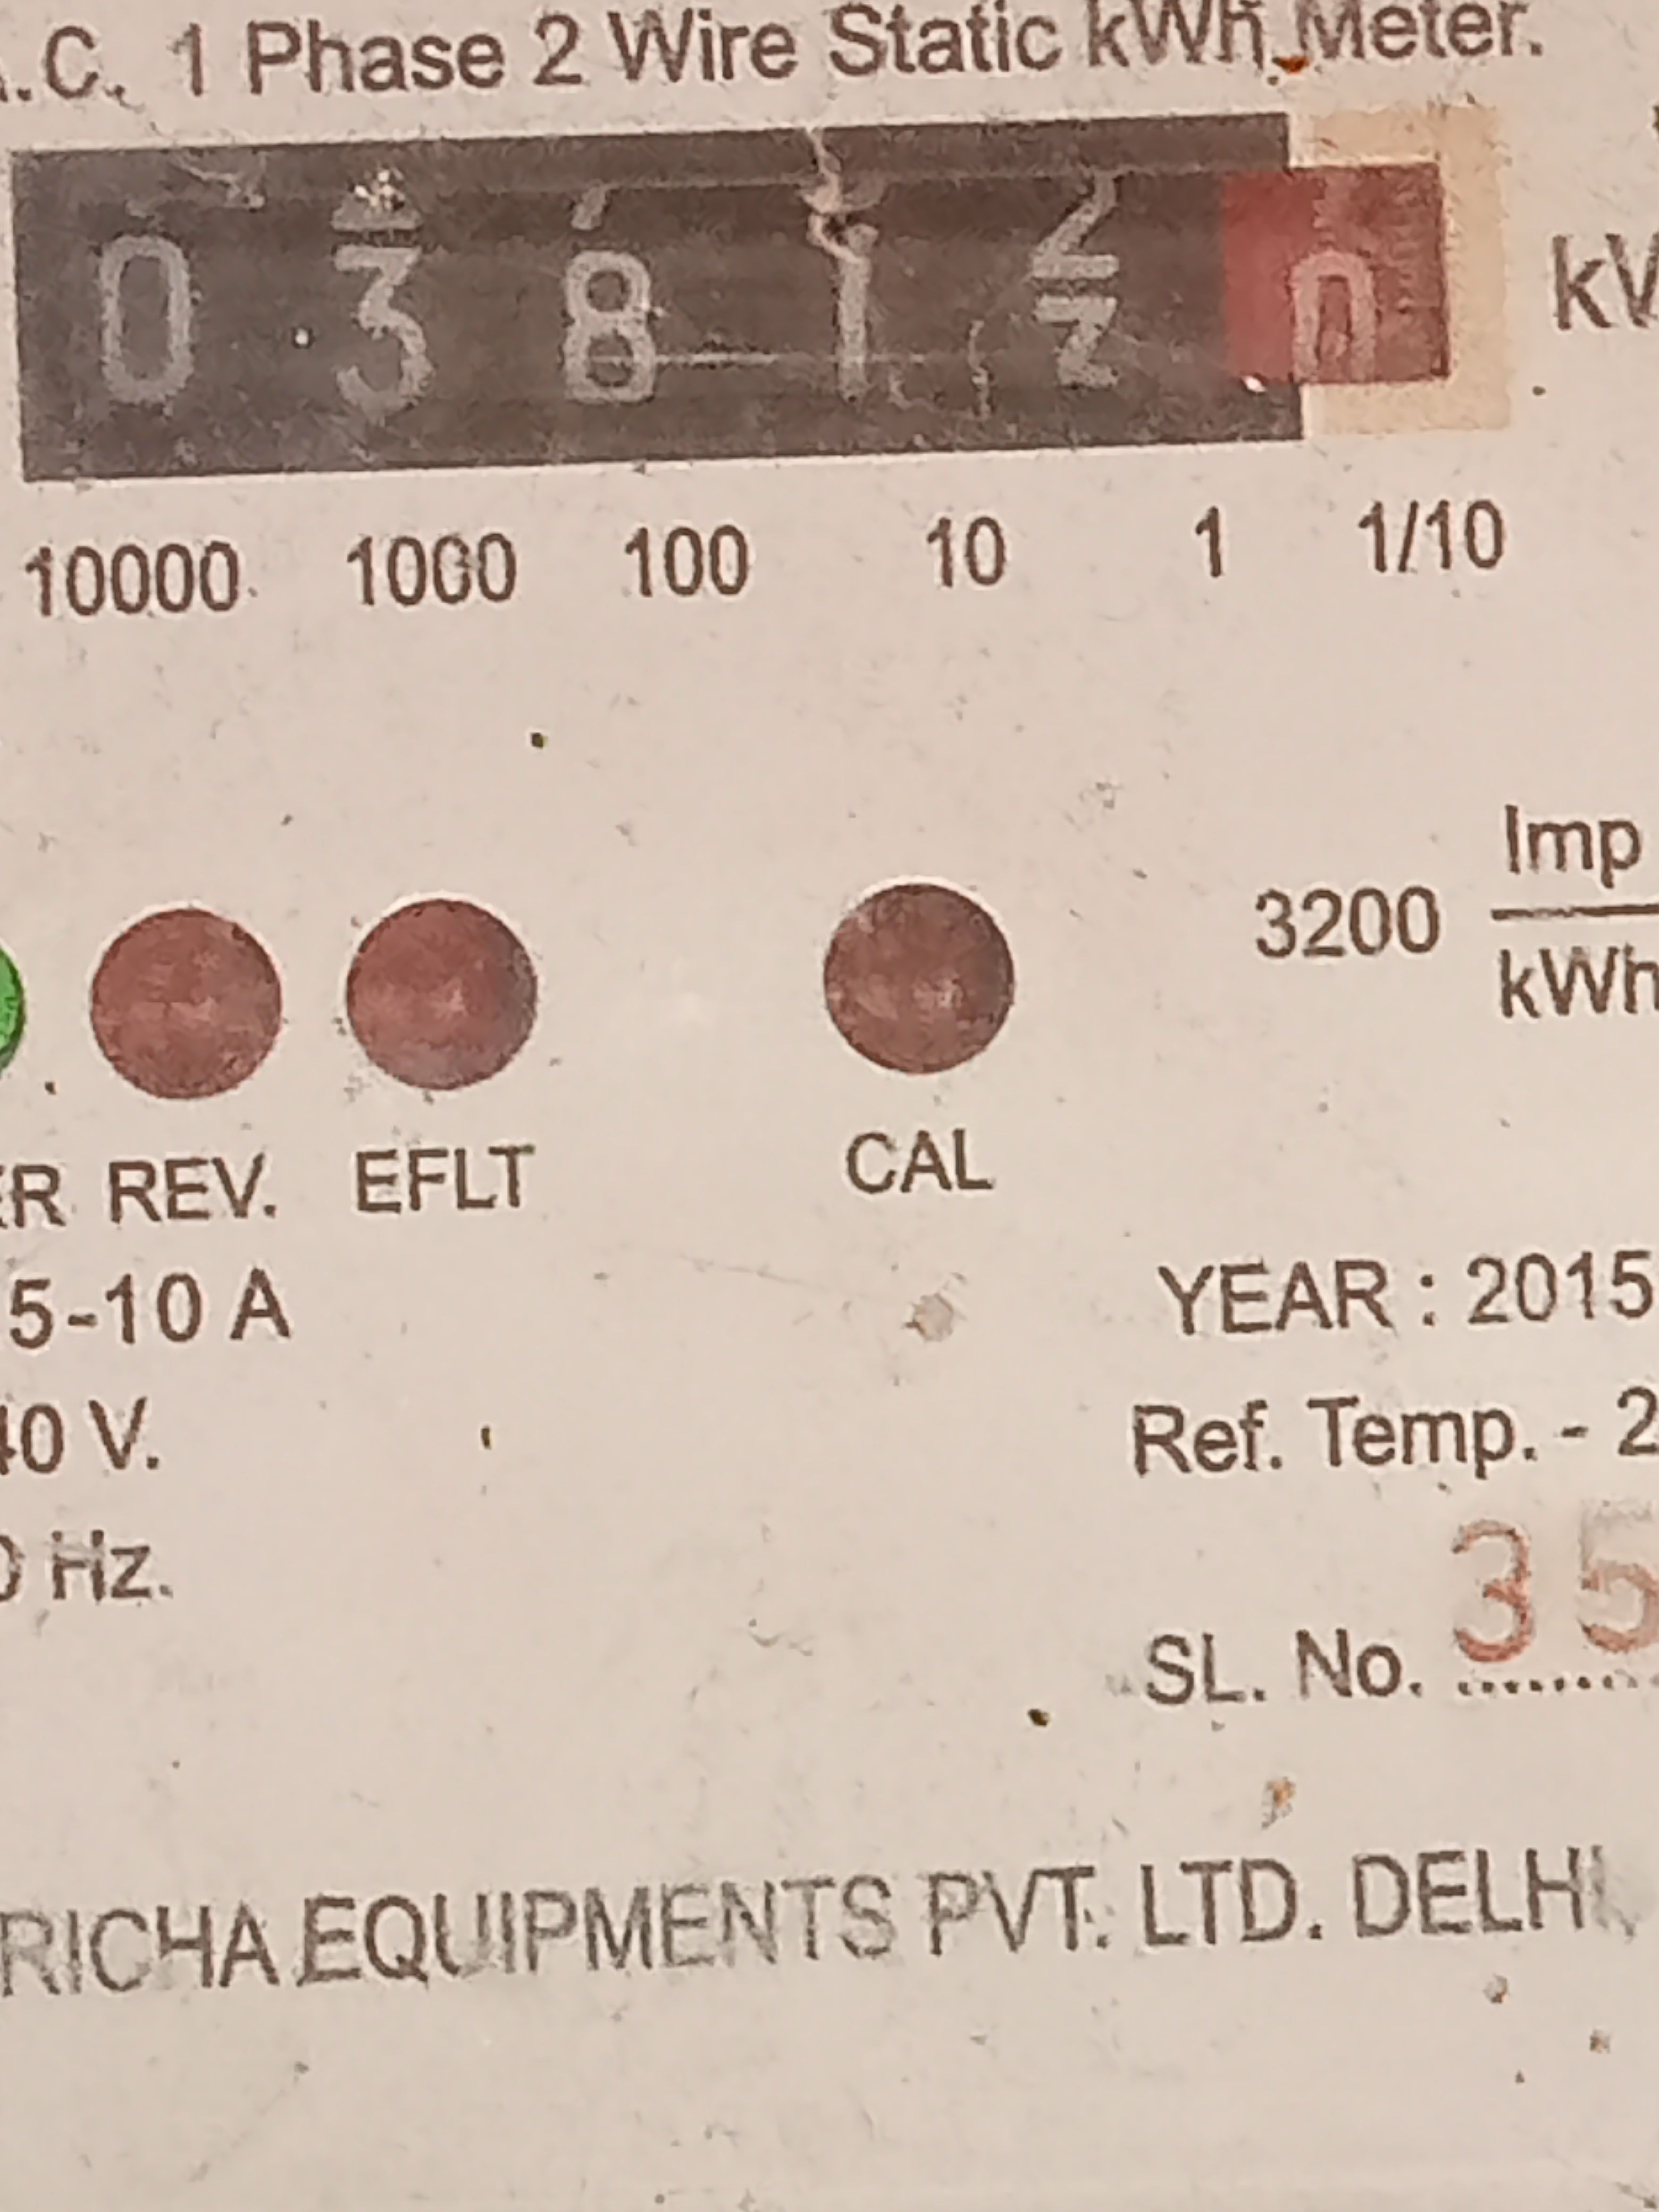 .C. 1 Phase 2 Wire Static kWh Meter.
0 3 8 1
10000 1000 100 10 1 1/10
3200 Imp
kWh
REV. EFLT CAL
5-10 A YEAR : 2015
40 V. Ref. Temp. - 2
0 Hz.
SL. No. 35
RICHA EQUIPMENTS PVT. LTD. DELHI.